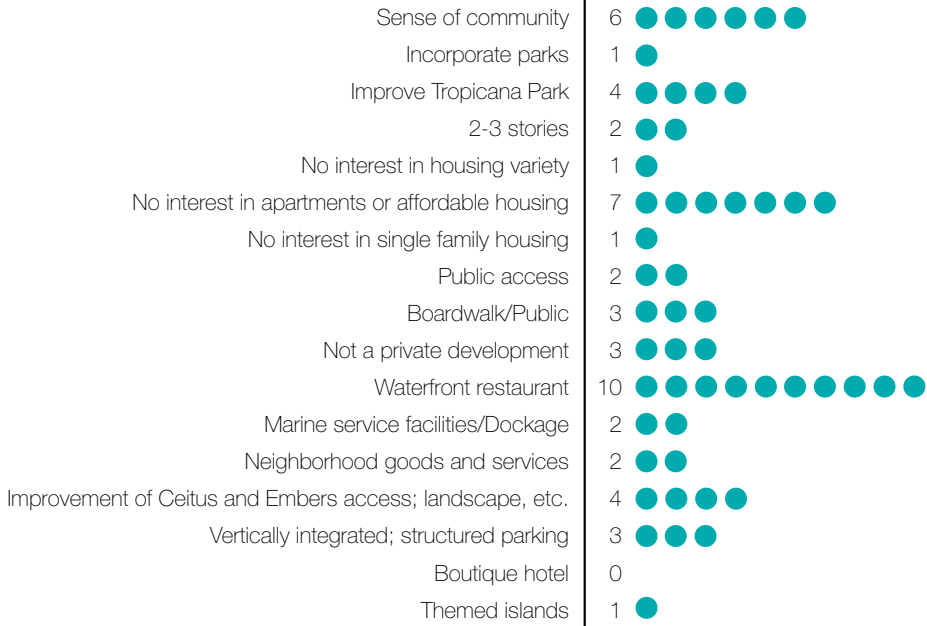 Sense of community 6
Incorporate parks 1
Improve Tropicana Park 4
2-3 stories 2
No interest in housing variety 1
No interest in apartments or affordable housing 7
No interest in single family housing 1
Public access 2
Boardwalk/Public 3
Not a private development 3
Waterfront restaurant 10
Marine service facilities/Dockage 2
Neighborhood goods and services 2
Improvement of Ceitus and Embers access; landscape, etc. 4
Vertically integrated; structured parking 3
Boutique hotel 0
Themed islands 1